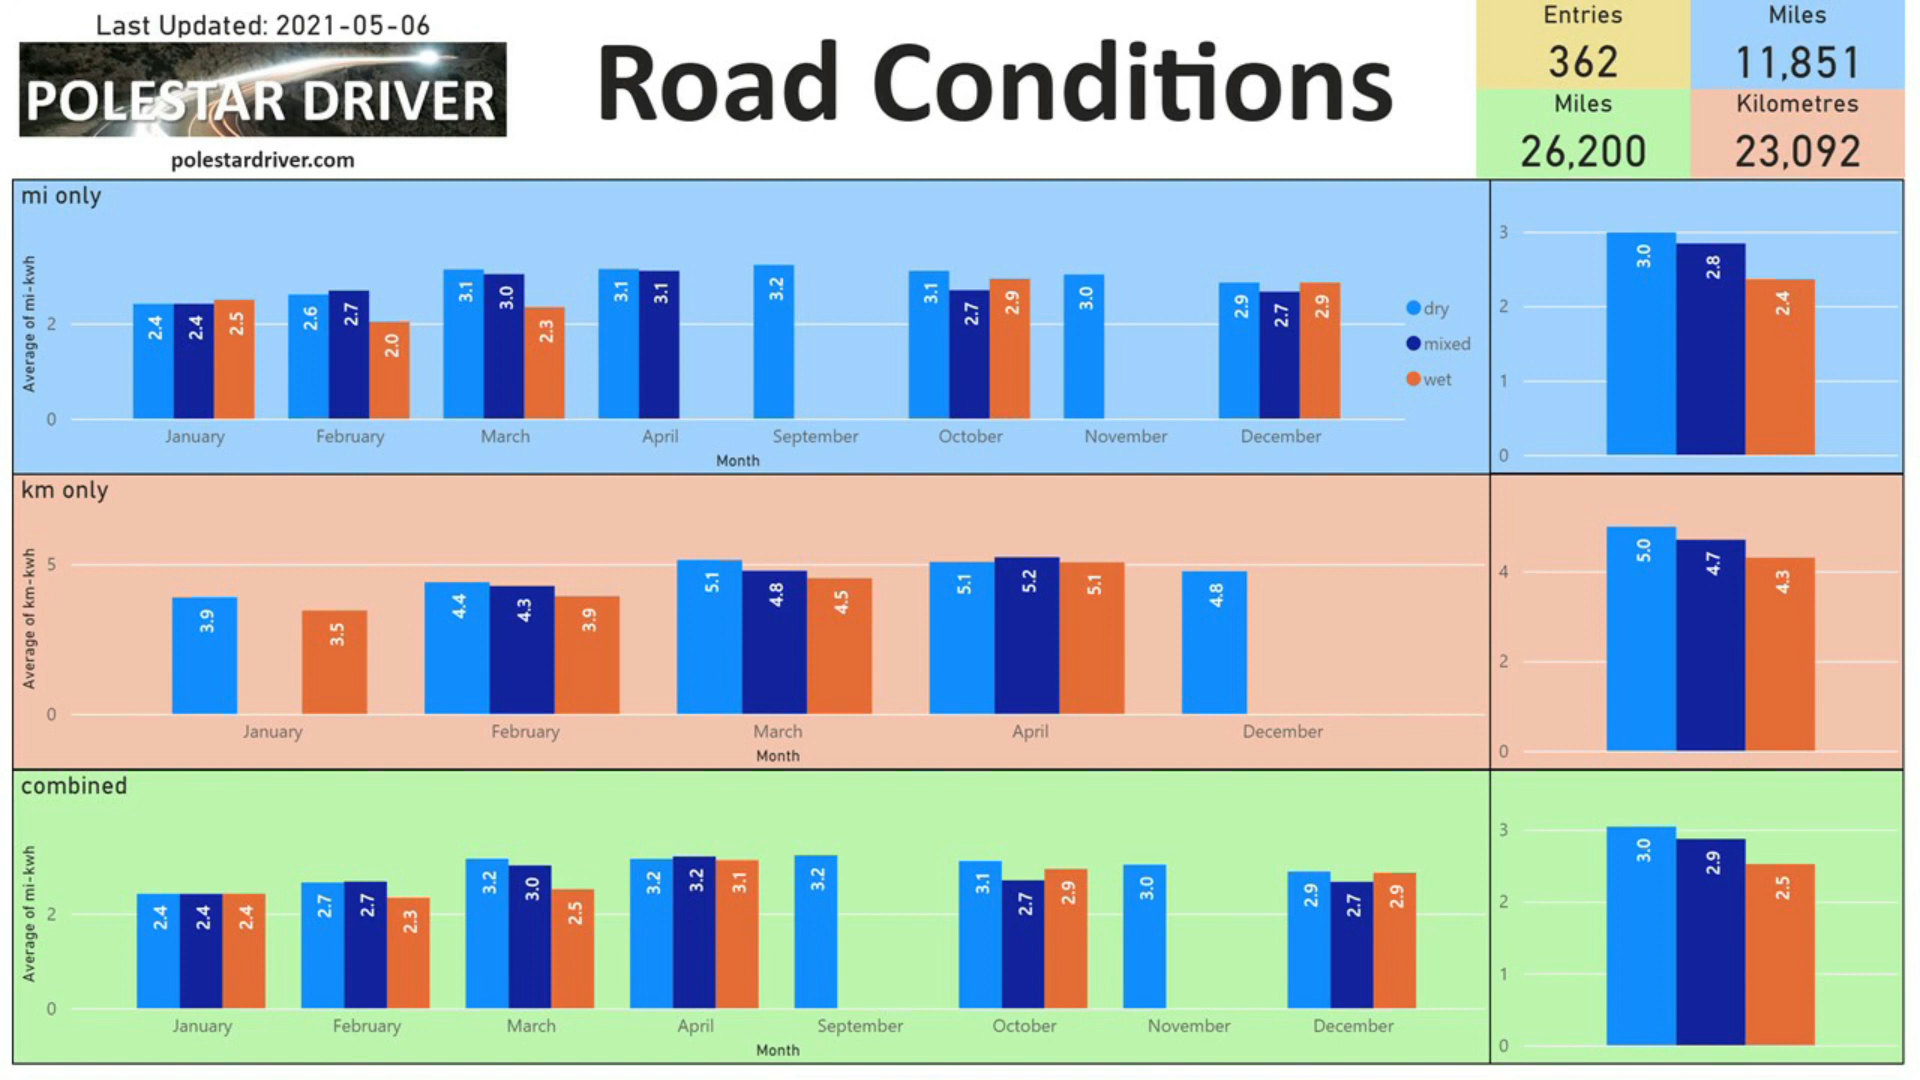 Last Updated: 2021-05-06
POLESTAR DRIVER
polestardriver.com
Road Conditions
Entries
362
Miles
11,851
Miles
26,200
Kilometres
23,092
mi only
Average of mi-kwh
2
0
2.4 2.4 2.5
2.6 2.7 2.0
3.1 3.0 2.3
3.1 3.1
3.2
3.1 2.7 2.9
3.0
2.9 2.7 2.9
January February March April September October November December
Month
dry
mixed
wet
3
2
1
0
3.0 2.8 2.4
km only
Average of km-kwh
5
0
3.9 3.5
4.4 4.3 3.9
5.1 4.8 4.5
5.1 5.2 5.1
4.8
January February March April December
Month
4
2
0
5.0 4.7 4.3
combined
Average of mi-kwh
2
0
2.4 2.4 2.4
2.7 2.7 2.3
3.2 3.0 2.5
3.2 3.2 3.1
3.2
3.1 2.7 2.9
3.0
2.9 2.7 2.9
January February March April September October November December
Month
3
2
1
0
3.0 2.9 2.5